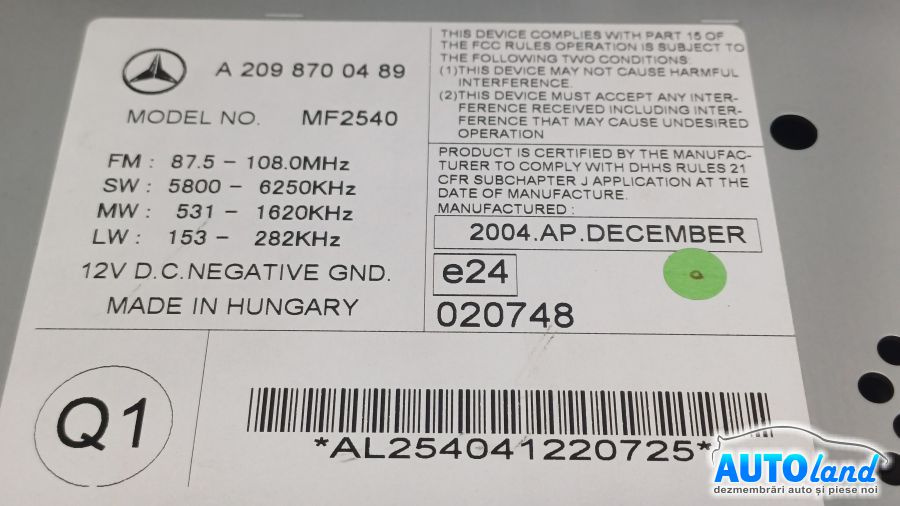 A 209 870 04 89
MODEL NO. MF2540
FM : 87.5 - 108.0MHz
SW : 5800 - 6250KHz
MW : 531 - 1620KHz
LW : 153 - 282KHz
12V D.C.NEGATIVE GND.
MADE IN HUNGARY
THIS DEVICE COMPLIES WITH PART 15 OF
THE FCC RULES OPERATION IS SUBJECT TO
THE FOLLOWING TWO CONDITIONS:
(1)THIS DEVICE MAY NOT CAUSE HARMFUL
INTERFERENCE.
(2)THIS DEVICE MUST ACCEPT ANY INTER-
FERENCE RECEIVED INCLUDING INTER-
FERENCE THAT MAY CAUSE UNDESIRED
OPERATION
PRODUCT IS CERTIFIED BY THE MANUFAC-
TURER TO COMPLY WITH DHHS RULES 21
CFR SUBCHAPTER J APPLICATION AT THE
DATE OF MANUFACTURE.
MANUFACTURED :
2004.AP.DECEMBER
e24
020748
Q1
*AL254041220725*
AUTOland
dezmembrări auto și piese noi